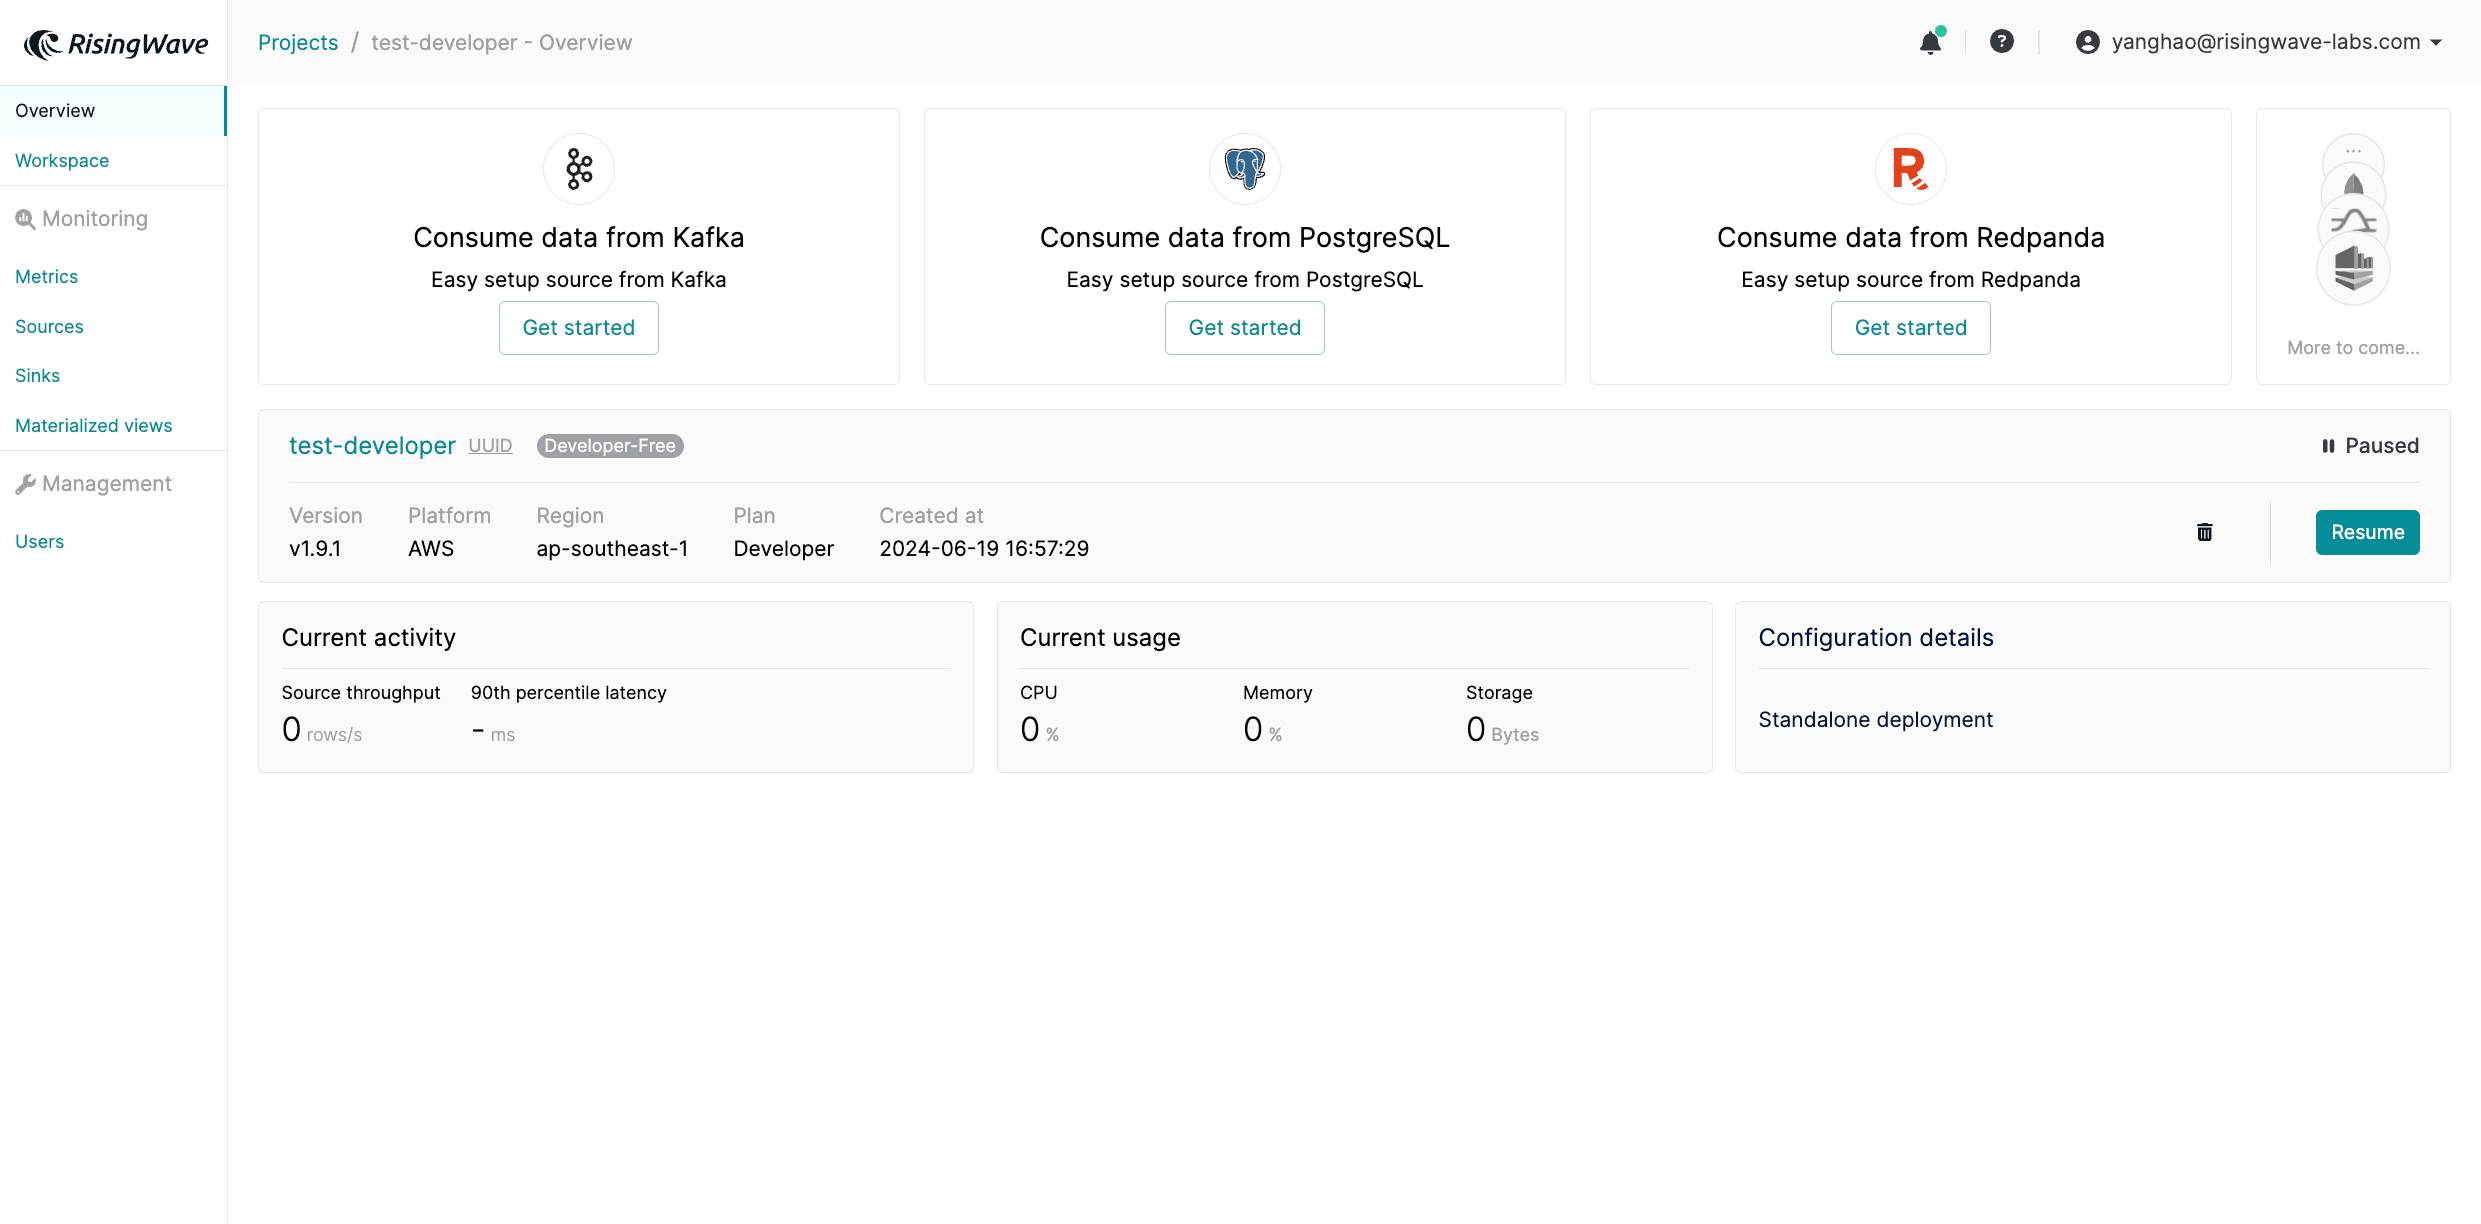 RisingWave
Projects / test-developer - Overview
yanghao@risingwave-labs.com
Overview
Workspace
Monitoring
Metrics
Sources
Sinks
Materialized views
Management
Users
Consume data from Kafka
Easy setup source from Kafka
Get started
Consume data from PostgreSQL
Easy setup source from PostgreSQL
Get started
Consume data from Redpanda
Easy setup source from Redpanda
Get started
More to come...
test-developer UUID Developer-Free
Paused
Version Platform Region Plan Created at
v1.9.1 AWS ap-southeast-1 Developer 2024-06-19 16:57:29
Resume
Current activity
Source throughput 90th percentile latency
0 rows/s - ms
Current usage
CPU Memory Storage
0 % 0 % 0 Bytes
Configuration details
Standalone deployment